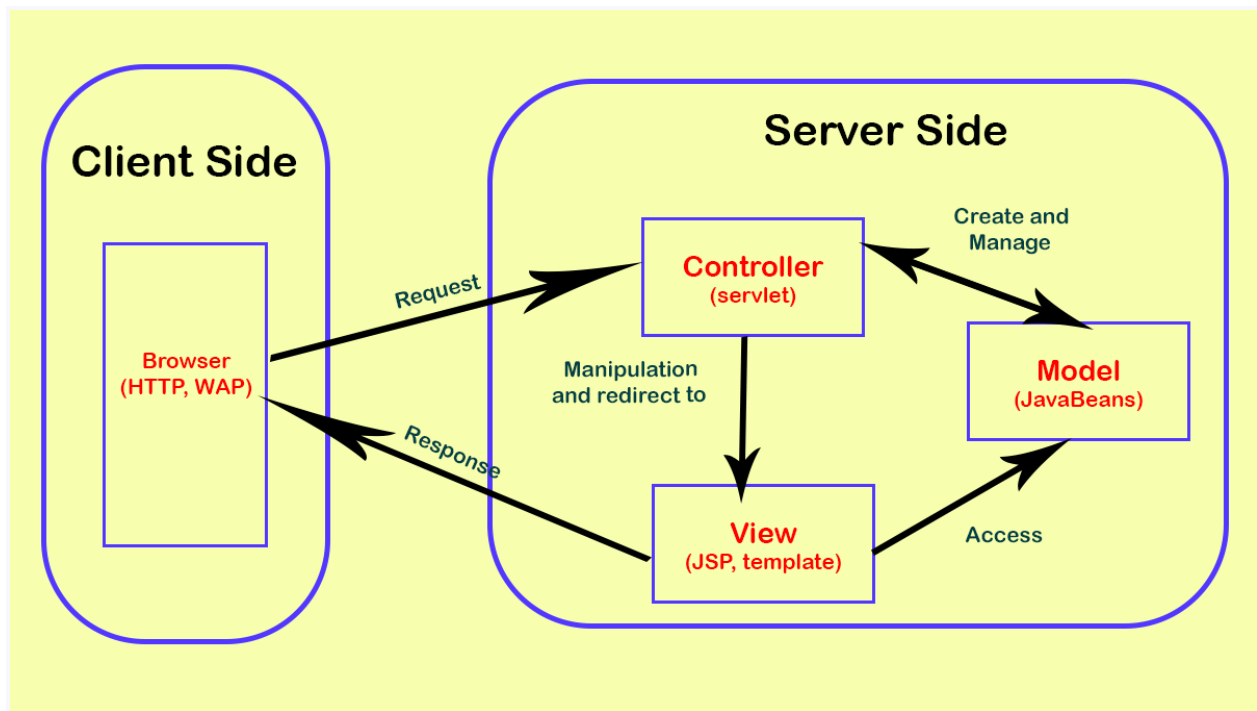 Client Side
Browser
(HTTP, WAP)
Request
Response
Server Side
Controller
(servlet)
Create and
Manage
Manipulation
and redirect to
Model
(JavaBeans)
View
(JSP, template)
Access